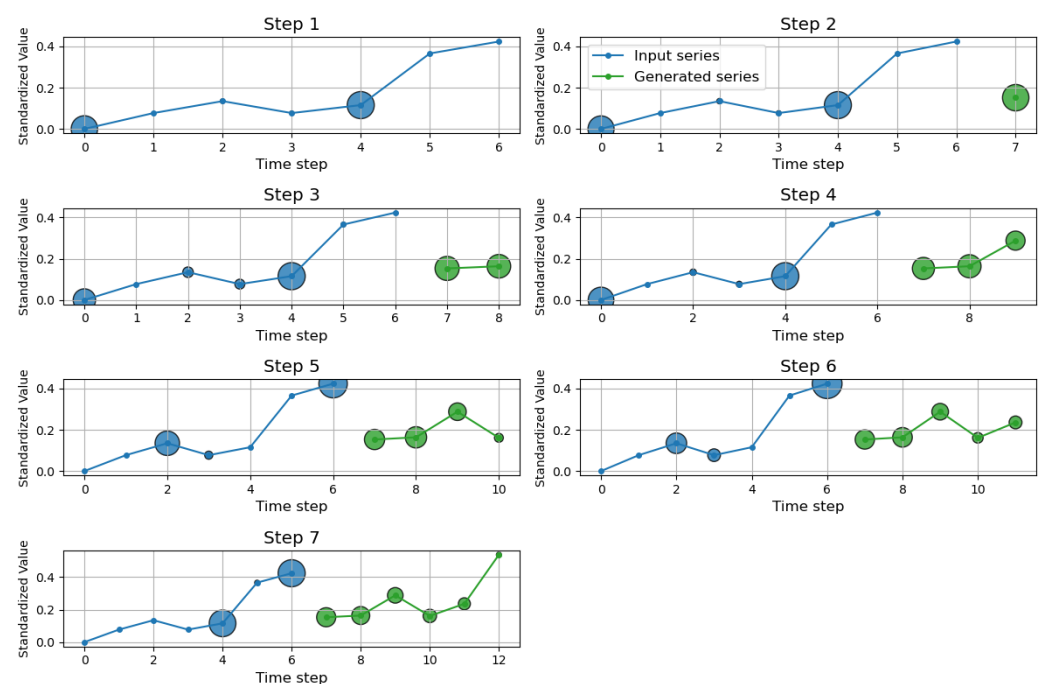 Step 1
Standardized Value
0.4
0.2
0.0
0 1 2 3 4 5 6
Time step
Step 2
Standardized Value
0.4
0.2
0.0
Input series
Generated series
0 1 2 3 4 5 6 7
Time step
Step 3
Standardized Value
0.4
0.2
0.0
0 1 2 3 4 5 6 7 8
Time step
Step 4
Standardized Value
0.4
0.2
0.0
0 2 4 6 8
Time step
Step 5
Standardized Value
0.4
0.2
0.0
0 2 4 6 8 10
Time step
Step 6
Standardized Value
0.4
0.2
0.0
0 2 4 6 8 10
Time step
Step 7
Standardized Value
0.4
0.2
0.0
0 2 4 6 8 10 12
Time step